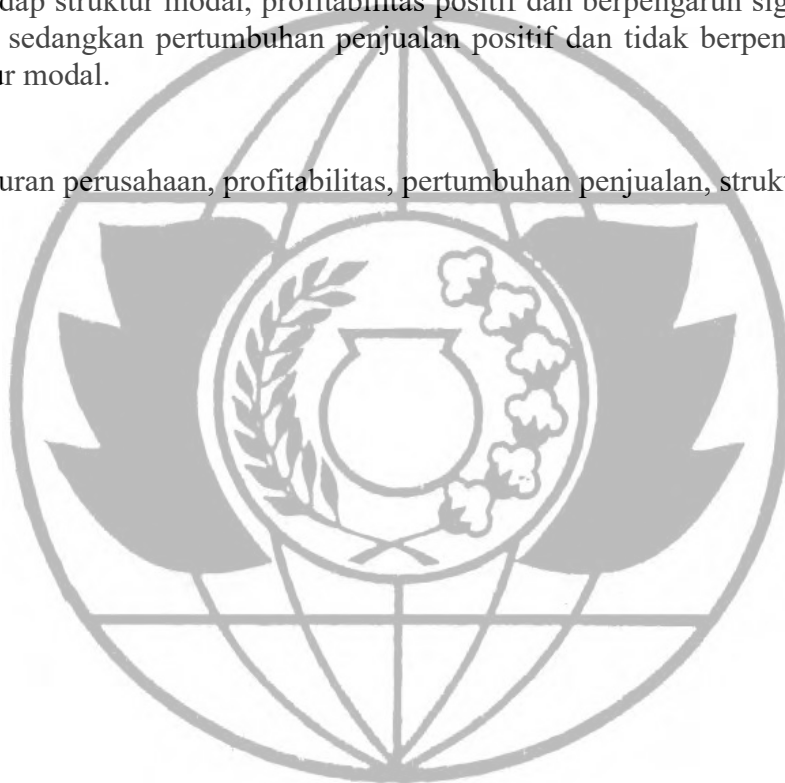 dap struktur modal, profitabilitas positif dan berpengaruh sig
sedangkan pertumbuhan penjualan positif dan tidak berpen
ur modal.
uran perusahaan, profitabilitas, pertumbuhan penjualan, strukt